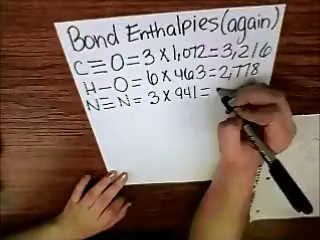 Bond Enthalpies (again)
C≡O = 3 x 1,072 = 3,216
H-O = 6 x 463 = 2,778
N≡N = 3 x 941 =